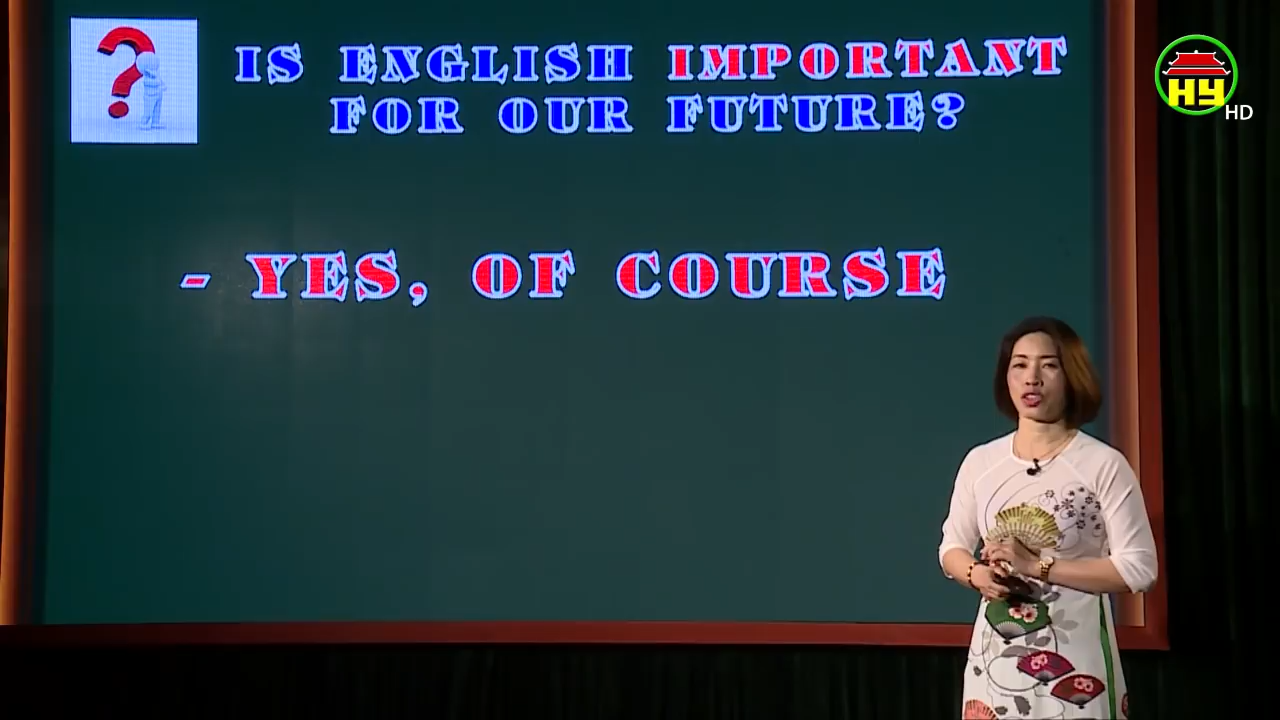 IS ENGLISH IMPORTANT
FOR OUR FUTURE?
- YES, OF COURSE
HY
HD